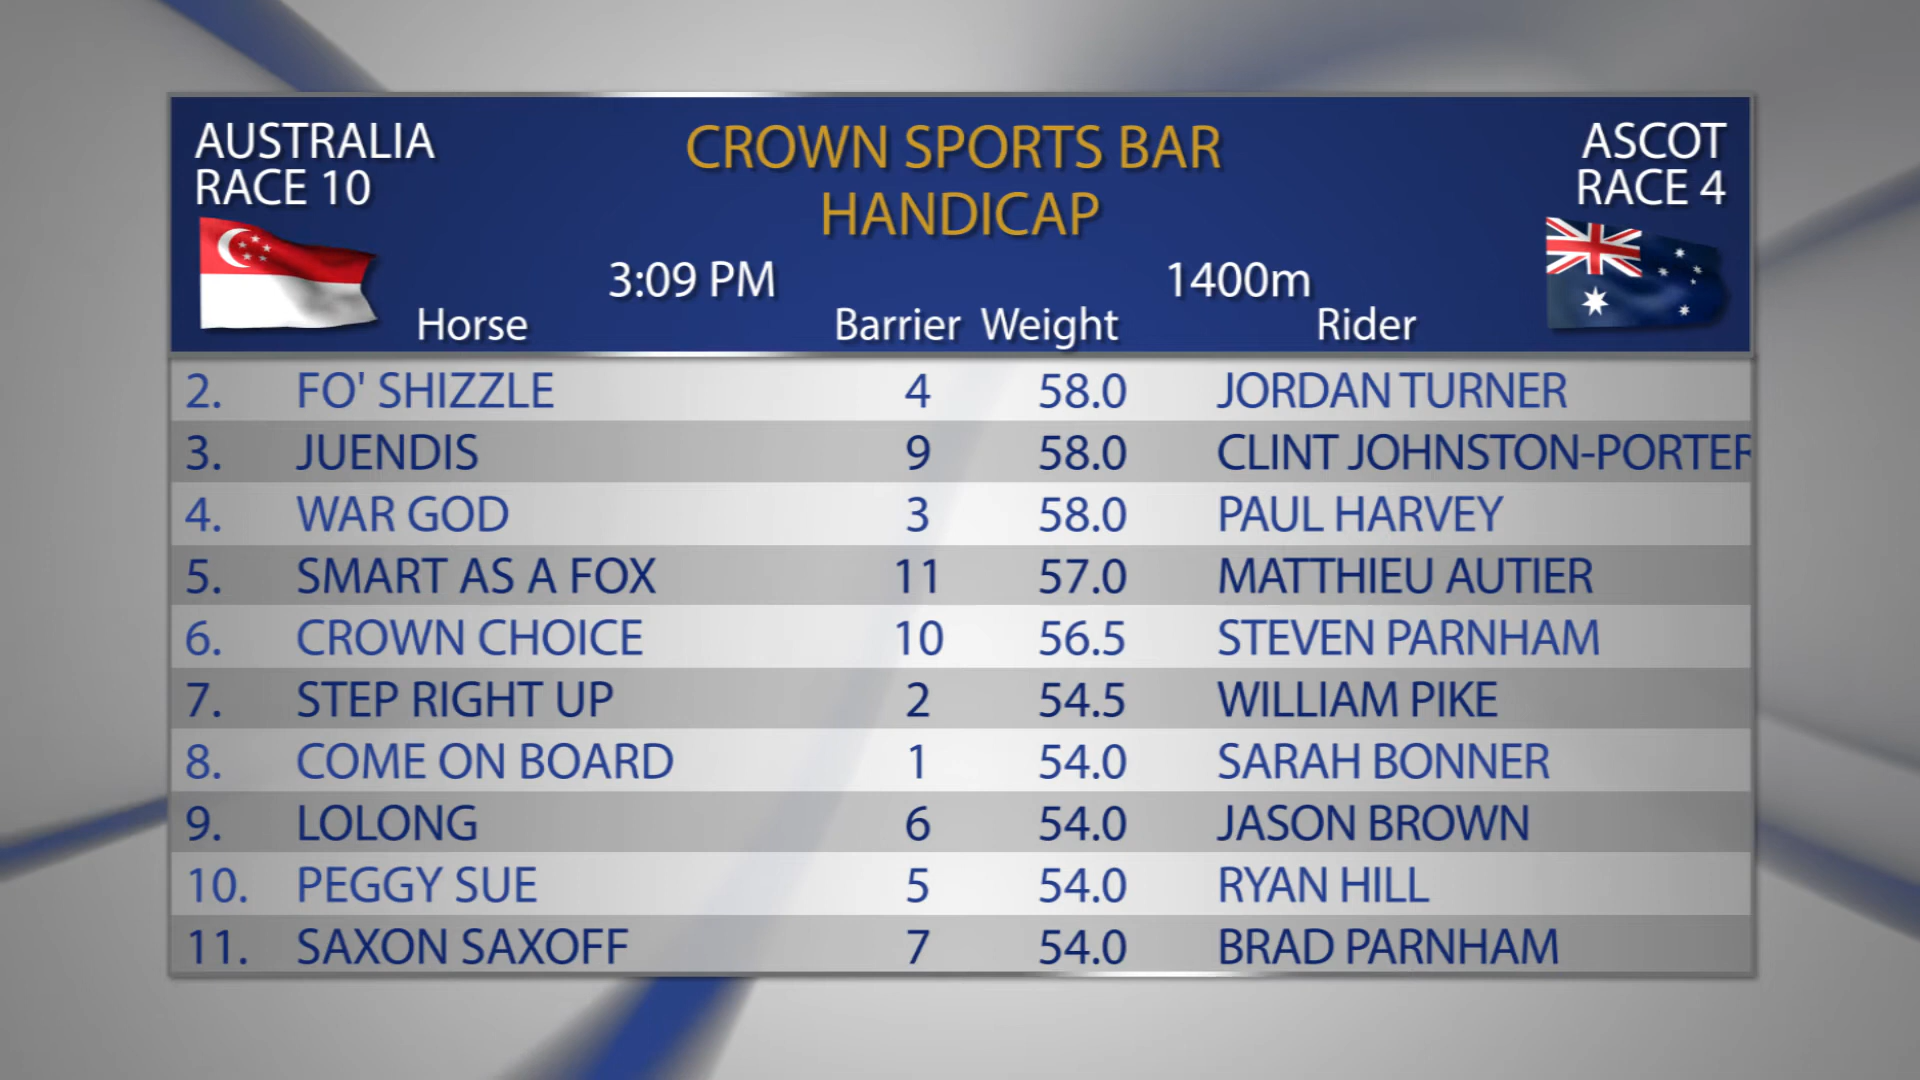 AUSTRALIA
RACE 10
CROWN SPORTS BAR
HANDICAP
ASCOT
RACE 4
3:09 PM 1400m
Horse Barrier Weight Rider
2. FO' SHIZZLE 4 58.0 JORDAN TURNER
3. JUENDIS 9 58.0 CLINT JOHNSTON-PORTER
4. WAR GOD 3 58.0 PAUL HARVEY
5. SMART AS A FOX 11 57.0 MATTHIEU AUTIER
6. CROWN CHOICE 10 56.5 STEVEN PARNHAM
7. STEP RIGHT UP 2 54.5 WILLIAM PIKE
8. COME ON BOARD 1 54.0 SARAH BONNER
9. LOLONG 6 54.0 JASON BROWN
10. PEGGY SUE 5 54.0 RYAN HILL
11. SAXON SAXOFF 7 54.0 BRAD PARNHAM